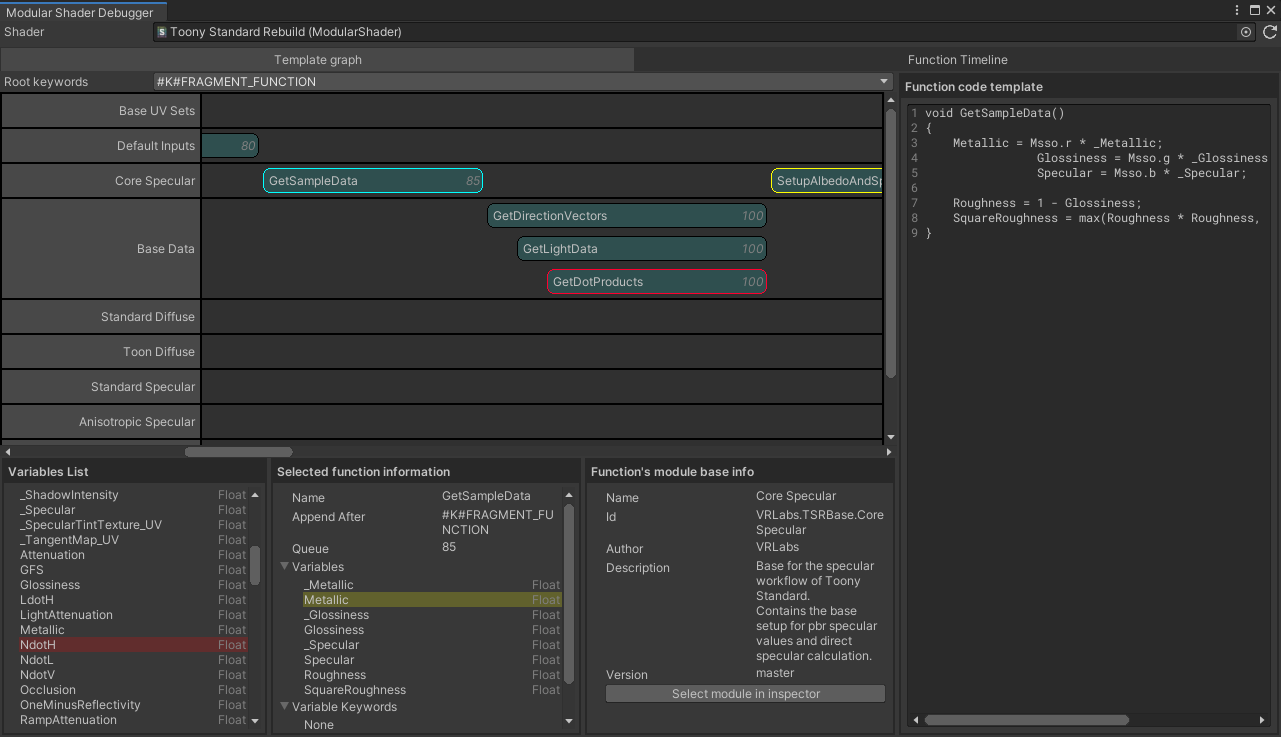 Modular Shader Debugger
Shader
Toony Standard Rebuild (ModularShader)
Template graph
Function Timeline
Root keywords
#K#FRAGMENT_FUNCTION
Base UV Sets
Default Inputs
80
Core Specular
GetSampleData 85
SetupAlbedoAndSp
Base Data
GetDirectionVectors 100
GetLightData 100
GetDotProducts 100
Standard Diffuse
Toon Diffuse
Standard Specular
Anisotropic Specular
Function code template
1 void GetSampleData()
2 {
3 Metallic = Msso.r * _Metallic;
4 Glossiness = Msso.g * _Glossiness
5 Specular = Msso.b * _Specular;
6
7 Roughness = 1 - Glossiness;
8 SquareRoughness = max(Roughness * Roughness,
9 }
Variables List
_ShadowIntensity Float
_Specular Float
_SpecularTintTexture_UV Float
_TangentMap_UV Float
Attenuation Float
GFS Float
Glossiness Float
LdotH Float
LightAttenuation Float
Metallic Float
NdotH Float
NdotL Float
NdotV Float
Occlusion Float
OneMinusReflectivity Float
RampAttenuation Float
Selected function information
Name GetSampleData
Append After #K#FRAGMENT_FU
NCTION
Queue 85
Variables
_Metallic Float
Metallic Float
_Glossiness Float
Glossiness Float
_Specular Float
Specular Float
Roughness Float
SquareRoughness Float
Variable Keywords
None
Function's module base info
Name Core Specular
Id VRLabs.TSRBase.Core
Specular
Author VRLabs
Description Base for the specular
workflow of Toony
Standard.
Contains the base
setup for pbr specular
values and direct
specular calculation.
Version master
Select module in inspector